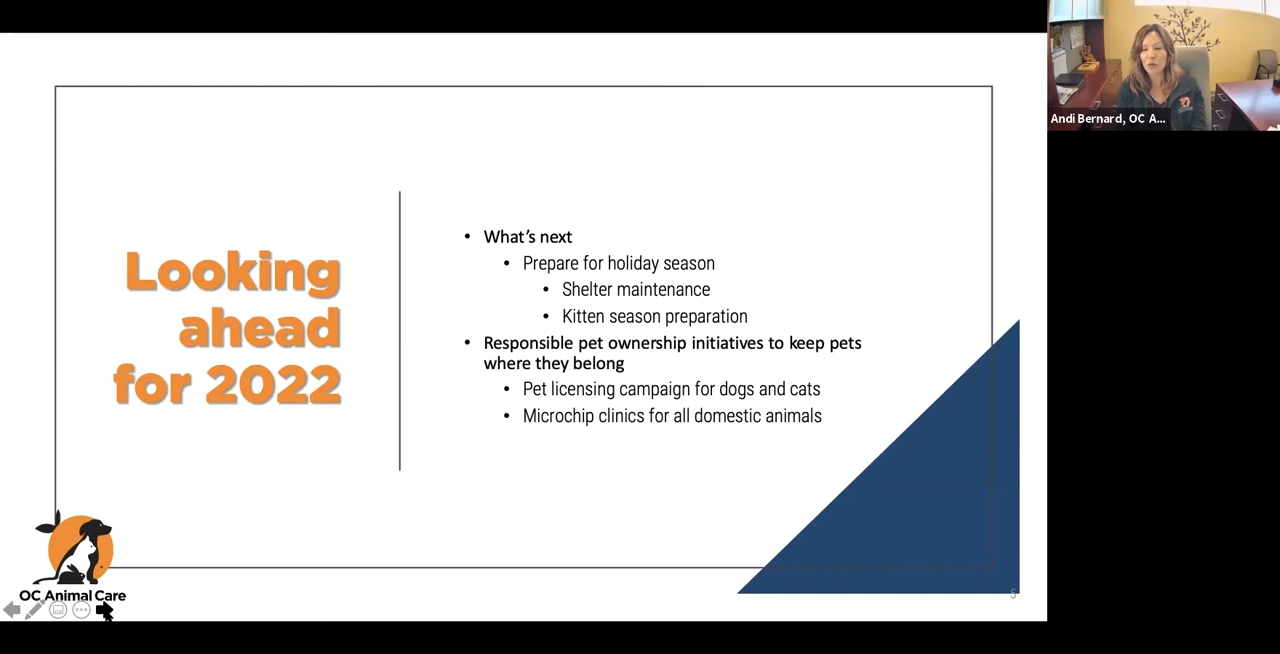 Andi Bernard, OC A...
Looking
ahead
for 2022
• What's next
• Prepare for holiday season
• Shelter maintenance
• Kitten season preparation
• Responsible pet ownership initiatives to keep pets
where they belong
• Pet licensing campaign for dogs and cats
• Microchip clinics for all domestic animals
OC Animal Care
5